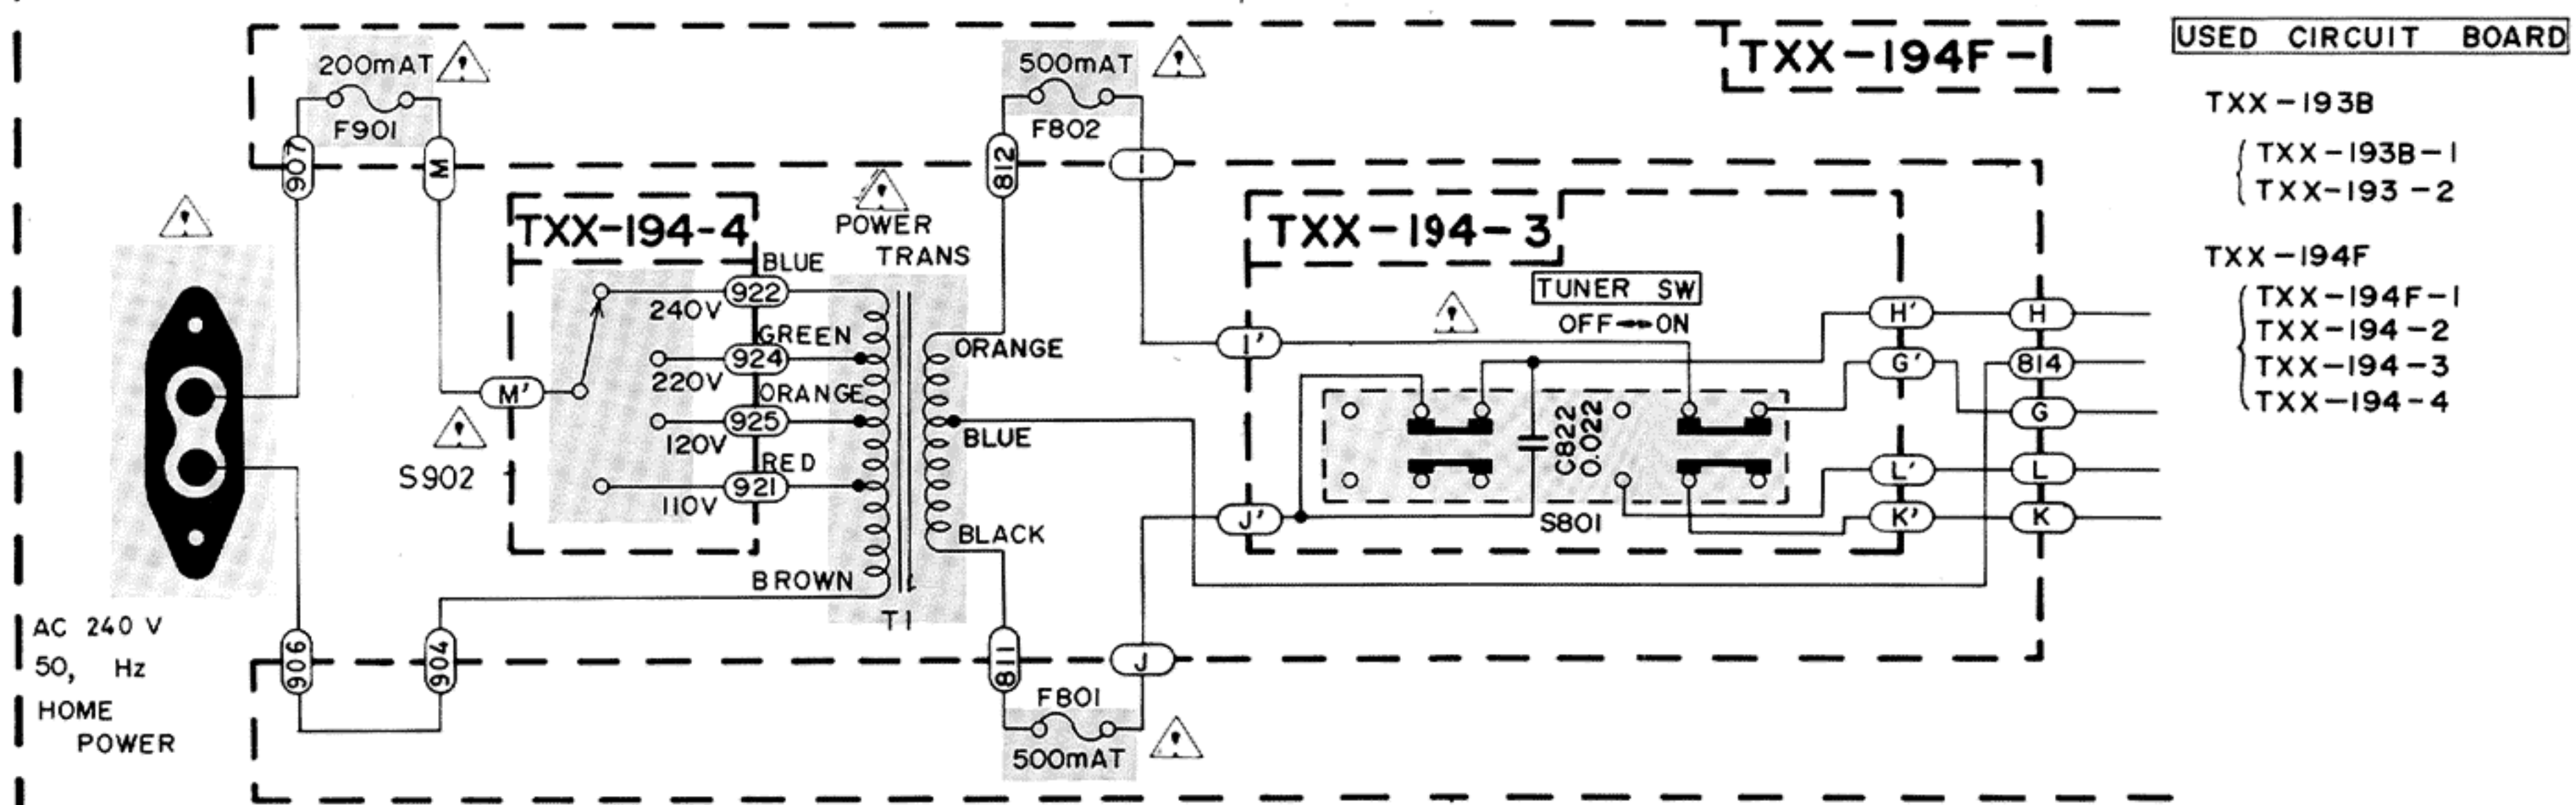 TXX-194F-1
USED CIRCUIT BOARD
TXX-193B
TXX-193B-1
TXX-193-2
TXX-194F
TXX-194F-1
TXX-194-2
TXX-194-3
TXX-194-4
200mAT
F901
907
M
500mAT
F802
812
I
TXX-194-4
POWER
TRANS
BLUE
922
240V
GREEN
924
220V
ORANGE
925
120V
RED
921
110V
BROWN
T1
M'
S902
ORANGE
BLUE
BLACK
TXX-194-3
TUNER SW
OFF↔ON
I'
J'
C822
0.022
S801
H'
G'
L'
K'
H
814
G
L
K
AC 240 V
50, Hz
HOME
POWER
906
904
811
J
F801
500mAT